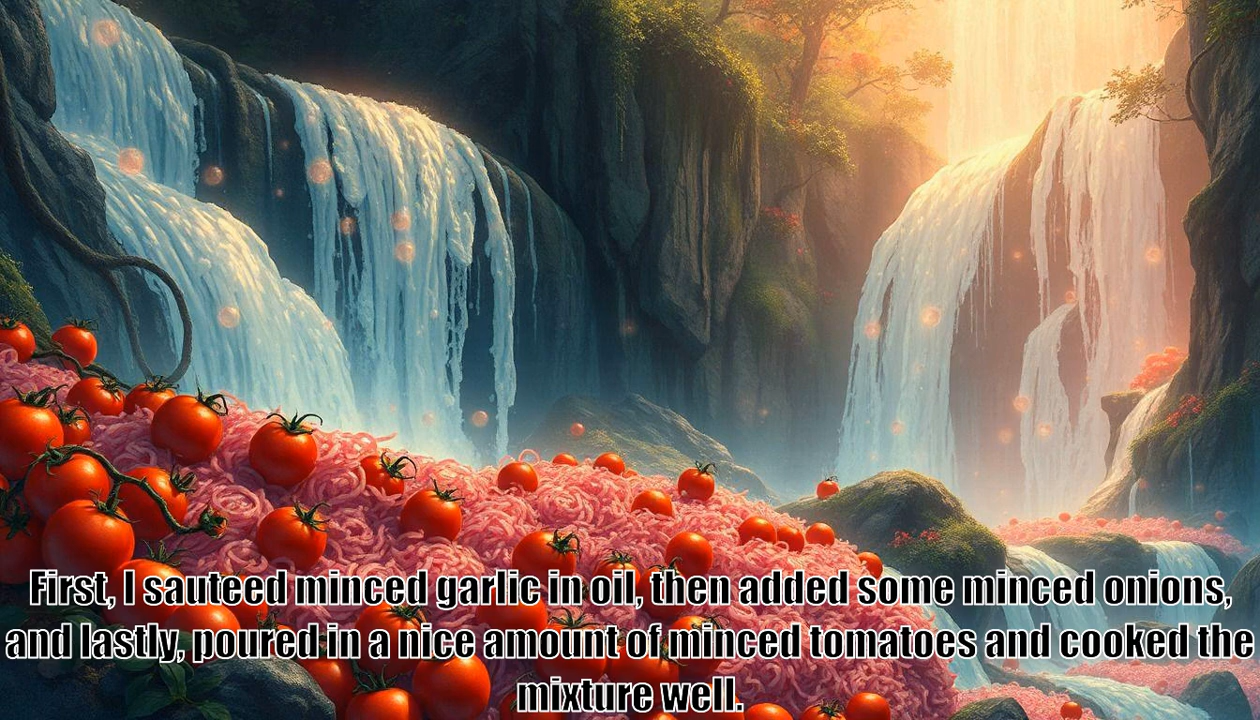 First, I sauteed minced garlic in oil, then added some minced onions,
and lastly, poured in a nice amount of minced tomatoes and cooked the
mixture well.